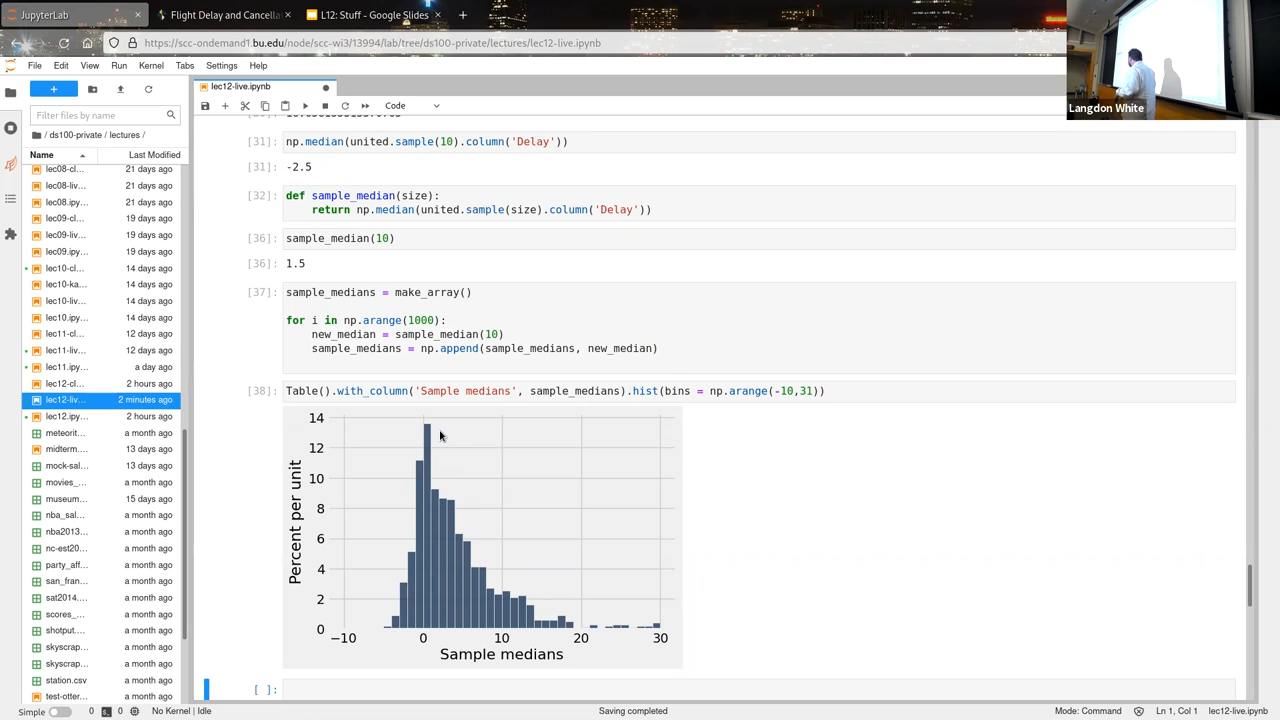 JupyterLab
Flight Delay and Cancella
L12: Stuff - Google Slides
https://scc-ondemand1.bu.edu/node/scc-wi3/13994/lab/tree/ds100-private/lectures/lec12-live.ipynb
Langdon White
File Edit View Run Kernel Tabs Settings Help
lec12-live.ipynb
Code
Filter files by name
/ ds100-private / lectures /
Name Last Modified
lec08-cl... 21 days ago
lec08-liv... 21 days ago
lec08.ipy... 21 days ago
lec09-cl... 19 days ago
lec09-liv... 19 days ago
lec09.ipy... 19 days ago
lec10-cl... 14 days ago
lec10-ka... 14 days ago
lec10-liv... 14 days ago
lec10.ipy... 14 days ago
lec11-cl... 12 days ago
lec11-liv... 12 days ago
lec11.ipy... a day ago
lec12-cl... 2 hours ago
lec12-liv... 2 minutes ago
lec12.ipy... 2 hours ago
meteorit... a month ago
midterm.... 13 days ago
mock-sal... 13 days ago
movies_... a month ago
museum... 15 days ago
nba_sal... a month ago
nba2013... a month ago
nc-est20... a month ago
party_aff... a month ago
san_fran... a month ago
sat2014.... a month ago
scores_... a month ago
shotput.... a month ago
skyscrap... a month ago
skyscrap... a month ago
station.csv a month ago
test-otter... a month ago
[31]: np.median(united.sample(10).column('Delay'))
[31]: -2.5
[32]: def sample_median(size):
return np.median(united.sample(size).column('Delay'))
[36]: sample_median(10)
[36]: 1.5
[37]: sample_medians = make_array()
for i in np.arange(1000):
new_median = sample_median(10)
sample_medians = np.append(sample_medians, new_median)
[38]: Table().with_column('Sample medians', sample_medians).hist(bins = np.arange(-10,31))
14
12
10
8
6
4
2
0
Percent per unit
−10 0 10 20 30
Sample medians
[ ]:
Simple 0 0 No Kernel | Idle Saving completed Mode: Command Ln 1, Col 1 lec12-live.ipynb